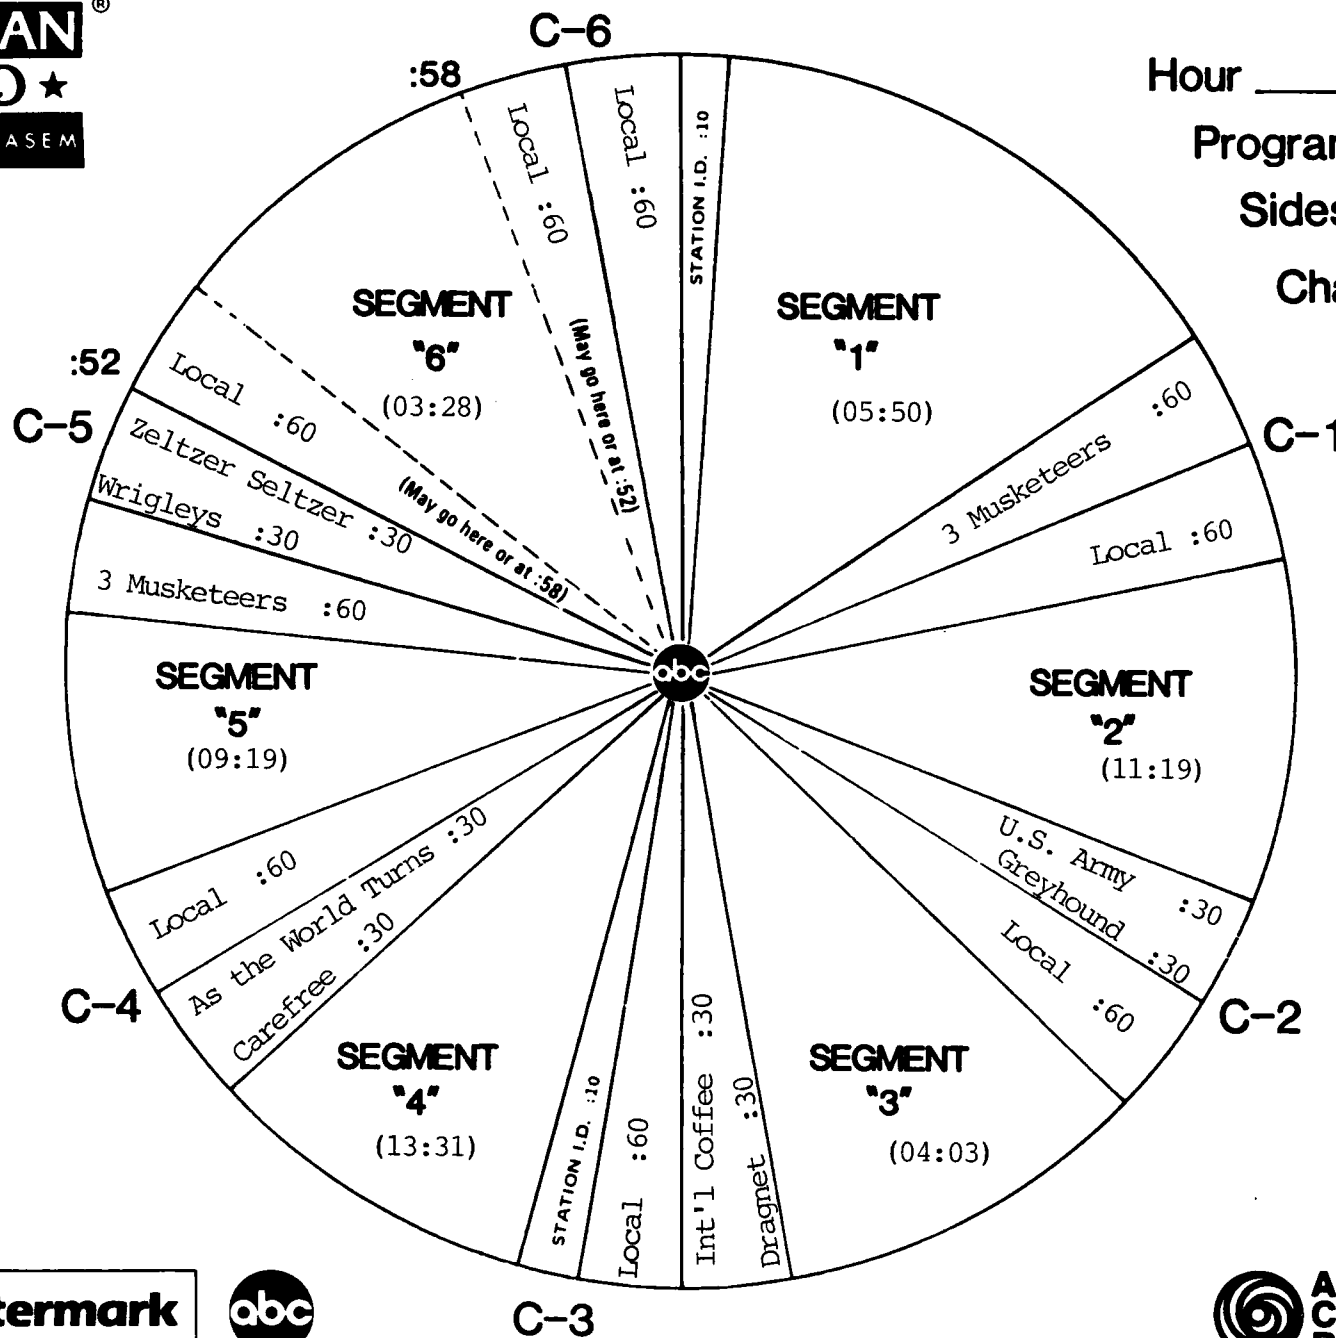 AN ®
ASEM
C-6
:58
Hour
:52
C-5
C-1
C-2
C-4
C-3
STATION I.D. :10
SEGMENT
"1"
(05:50)
3 Musketeers :60
Local :60
SEGMENT
"2"
(11:19)
U.S. Army :30
Greyhound :30
Local :60
SEGMENT
"3"
(04:03)
Dragnet :30
Int'l Coffee :30
Local :60
STATION I.D. :10
SEGMENT
"4"
(13:31)
Carefree :30
As the World Turns :30
Local :60
SEGMENT
"5"
(09:19)
3 Musketeers :60
Wrigleys :30
Zeltzer Seltzer :30
Local :60
(May go here or at :58)
SEGMENT
"6"
(03:28)
Local :60
(May go here or at :52)
Local :60
abc
abc